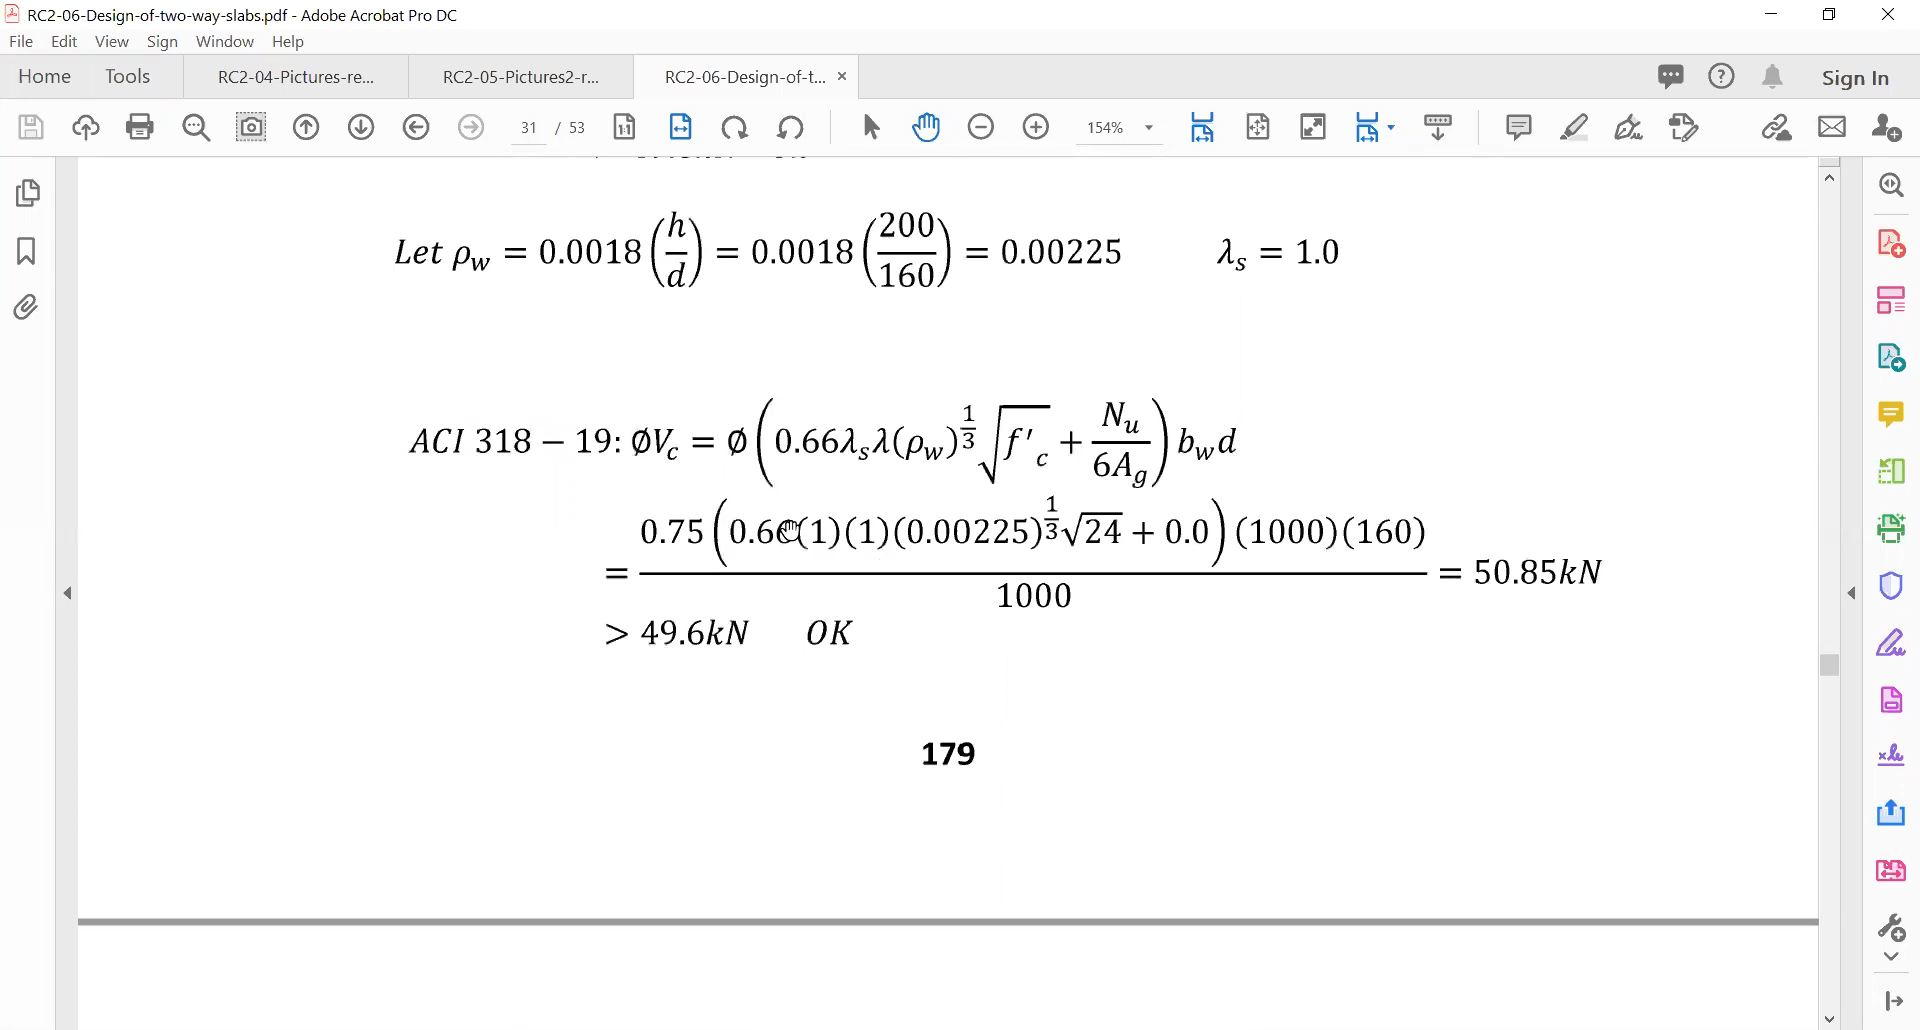 RC2-06-Design-of-two-way-slabs.pdf - Adobe Acrobat Pro DC
File Edit View Sign Window Help
Home Tools RC2-04-Pictures-re... RC2-05-Pictures2-r... RC2-06-Design-of-t... × Sign In
31 / 53 154%
Let ρ_w = 0.0018 (h/d) = 0.0018 (200/160) = 0.00225 λ_s = 1.0
ACI 318 − 19: ∅V_c = ∅ (0.66λ_sλ(ρ_w)^(1/3) √f′_c + N_u/6A_g) b_wd
0.75 (0.66(1)(1)(0.00225)^(1/3) √24 + 0.0) (1000)(160)
= = 50.85kN
1000
> 49.6kN OK
179